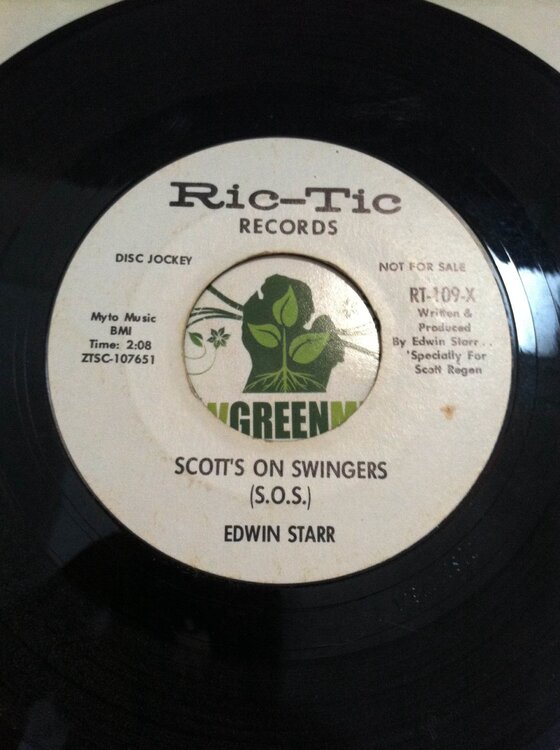 Ric-Tic
RECORDS
DISC JOCKEY
NOT FOR SALE
Myto Music
BMI
Time: 2:08
ZTSC-107651
RT-109-X
Written &
Produced
By Edwin Starr . .
'Specially For
Scott Regen
GREEN
SCOTT'S ON SWINGERS
(S.O.S.)
EDWIN STARR